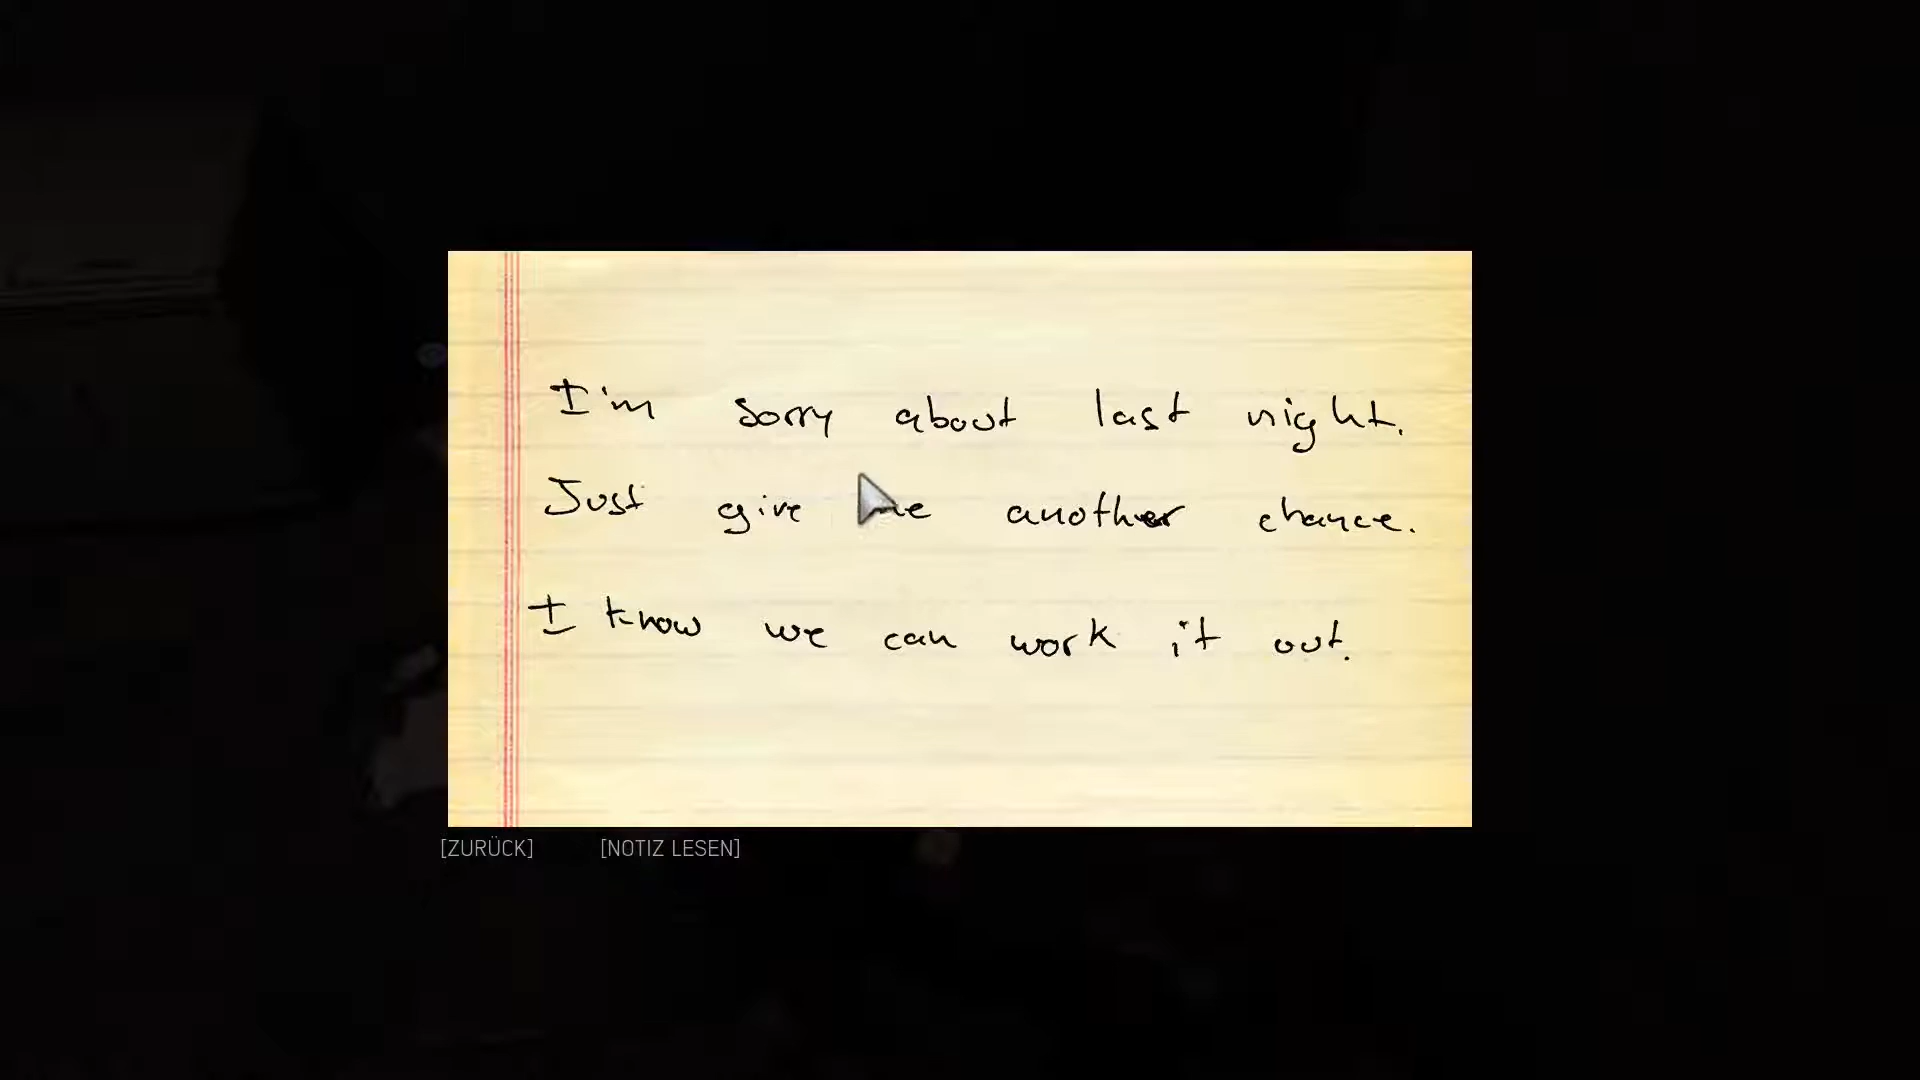 I'm sorry about last night.
Just give me another chance.
I know we can work it out.
[ZURÜCK] [NOTIZ LESEN]